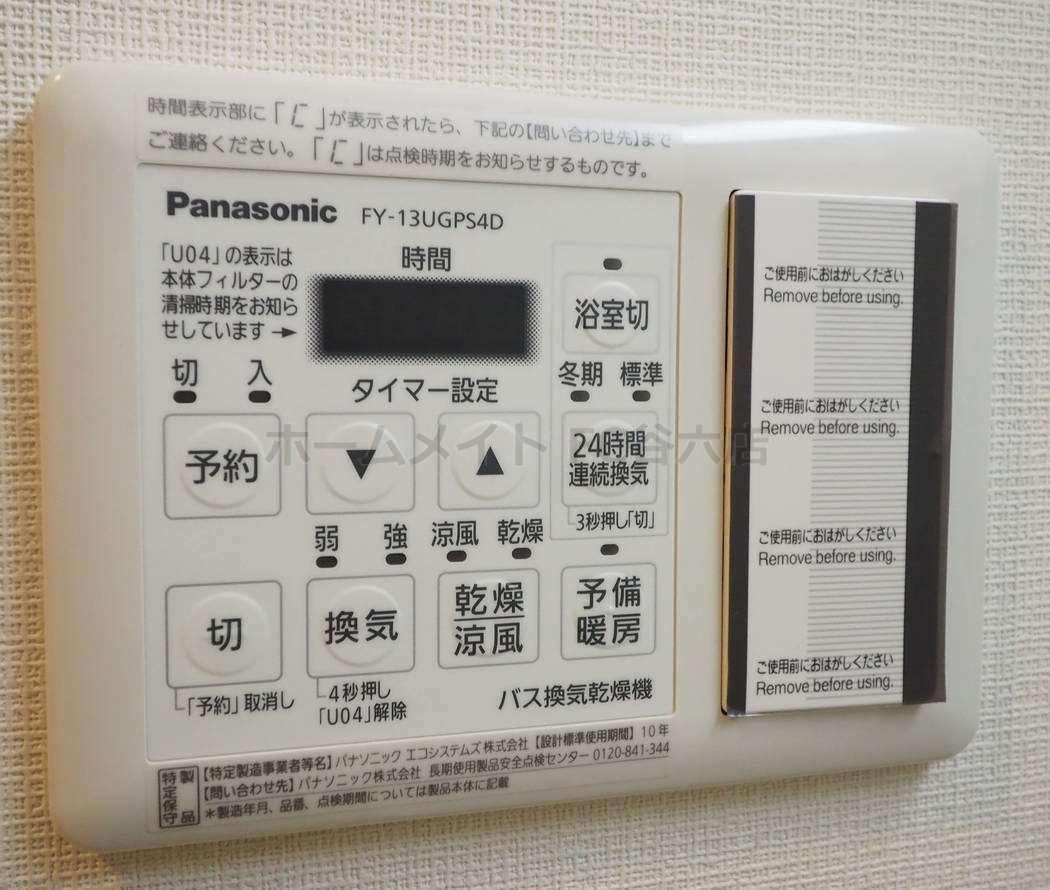 時間表示部に「 」が表示されたら、下記の【問い合わせ先】まで
ご連絡ください。「 」は点検時期をお知らせするものです。
Panasonic FY-13UGPS4D
「U04」の表示は
本体フィルターの
清掃時期をお知ら
せしています→
時間
浴室切
切 入
タイマー設定
冬期 標準
予約
▼
▲
24時間
連続換気
3秒押し「切」
弱 強 涼風 乾燥
切
換気
乾燥
涼風
予備
暖房
「予約」取消し
4秒押し
「U04」解除
バス換気乾燥機
特定保守製品
【特定製造事業者等名】パナソニック エコシステムズ株式会社【設計標準使用期間】10年
【問い合わせ先】パナソニック株式会社 長期使用製品安全点検センター 0120-841-344
*製造年月、品番、点検期間については製品本体に記載
ご使用前におはがしください
Remove before using.
ご使用前におはがしください
Remove before using.
ご使用前におはがしください
Remove before using.
ご使用前におはがしください
Remove before using.
ホームメイト 谷六店